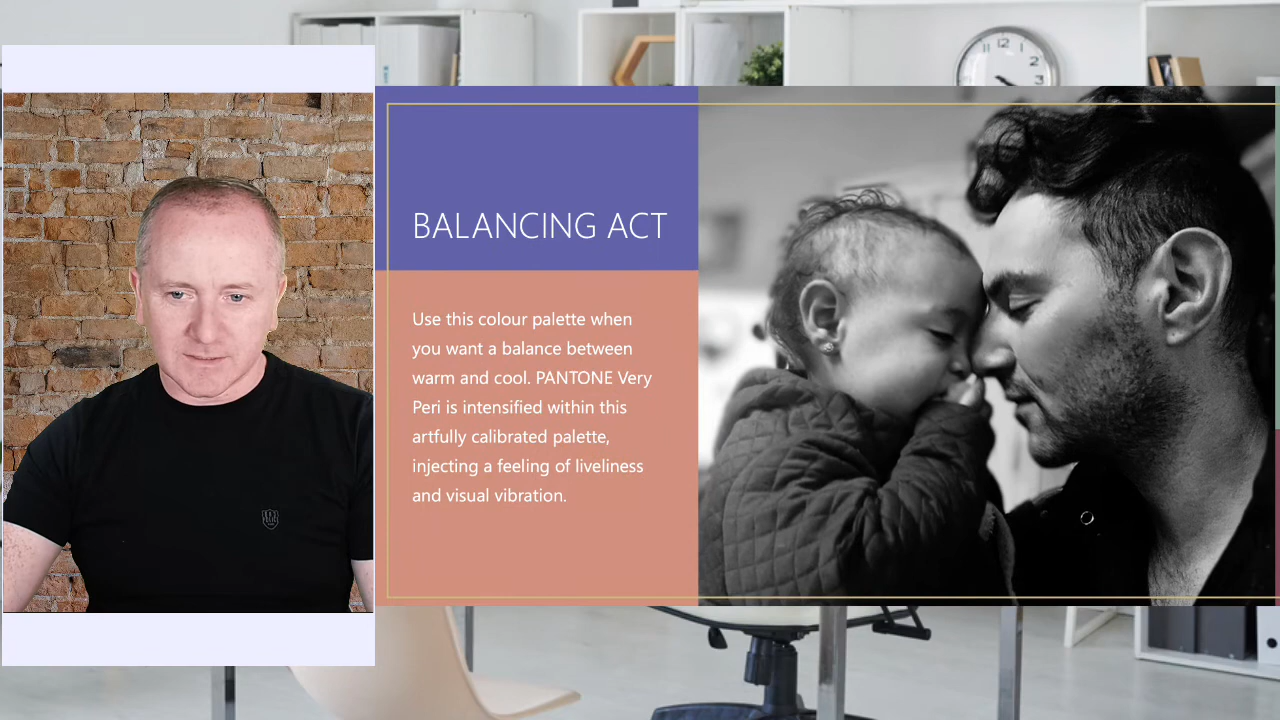 BALANCING ACT
Use this colour palette when
you want a balance between
warm and cool. PANTONE Very
Peri is intensified within this
artfully calibrated palette,
injecting a feeling of liveliness
and visual vibration.